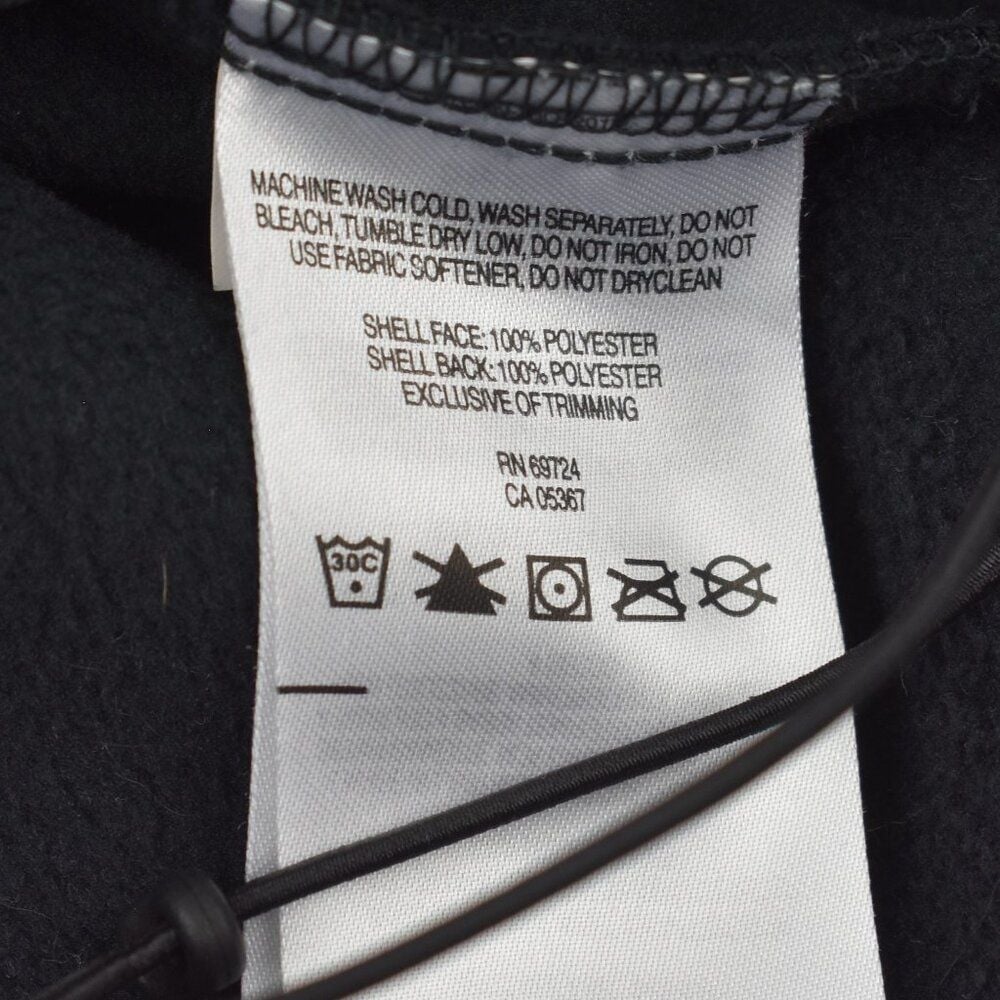 MACHINE WASH COLD, WASH SEPARATELY, DO NOT
BLEACH, TUMBLE DRY LOW, DO NOT IRON, DO NOT
USE FABRIC SOFTENER, DO NOT DRYCLEAN
SHELL FACE: 100% POLYESTER
SHELL BACK: 100% POLYESTER
EXCLUSIVE OF TRIMMING
RN 69724
CA 05367
30C